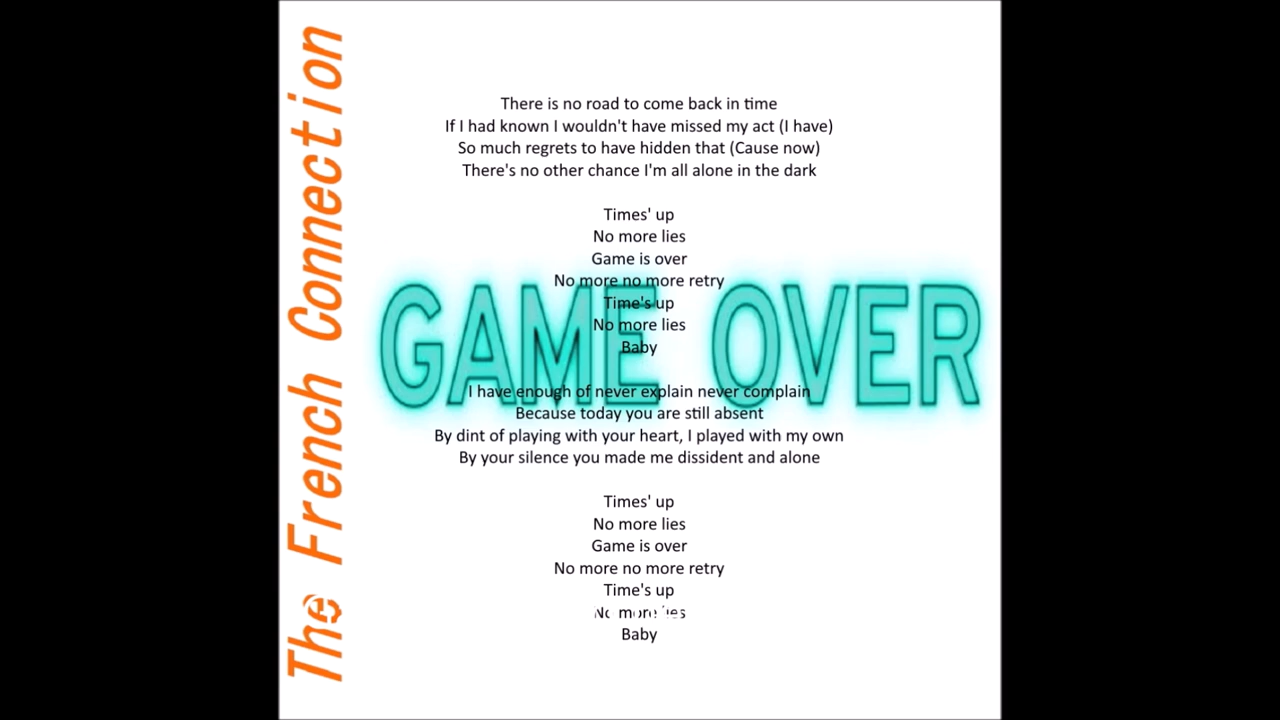 The French Connection
There is no road to come back in time
If I had known I wouldn't have missed my act (I have)
So much regrets to have hidden that (Cause now)
There's no other chance I'm all alone in the dark
Times' up
No more lies
Game is over
No more no more retry
Time's up
No more lies
Baby
GAME OVER
I have enough of never explain never complain
Because today you are still absent
By dint of playing with your heart, I played with my own
By your silence you made me dissident and alone
Times' up
No more lies
Game is over
No more no more retry
Time's up
No more lies
Baby